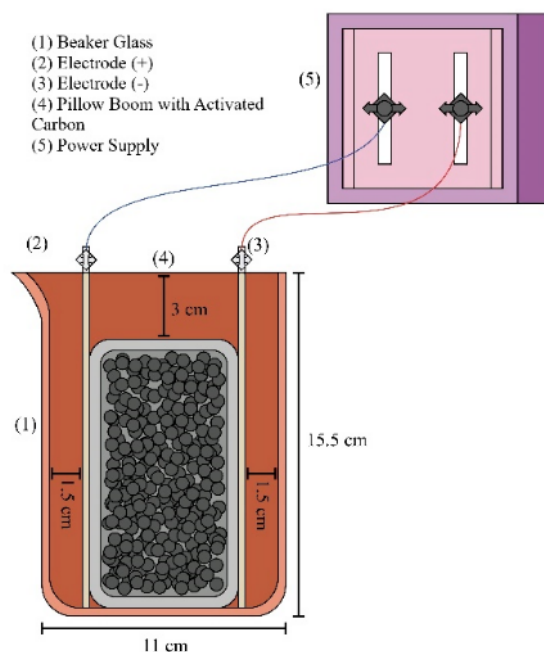 (1) Beaker Glass
(2) Electrode (+)
(3) Electrode (-)
(4) Pillow Boom with Activated
Carbon
(5) Power Supply
(5)
(2)
(4)
(3)
3 cm
(1)
15.5 cm
1.5 cm
1.5 cm
11 cm